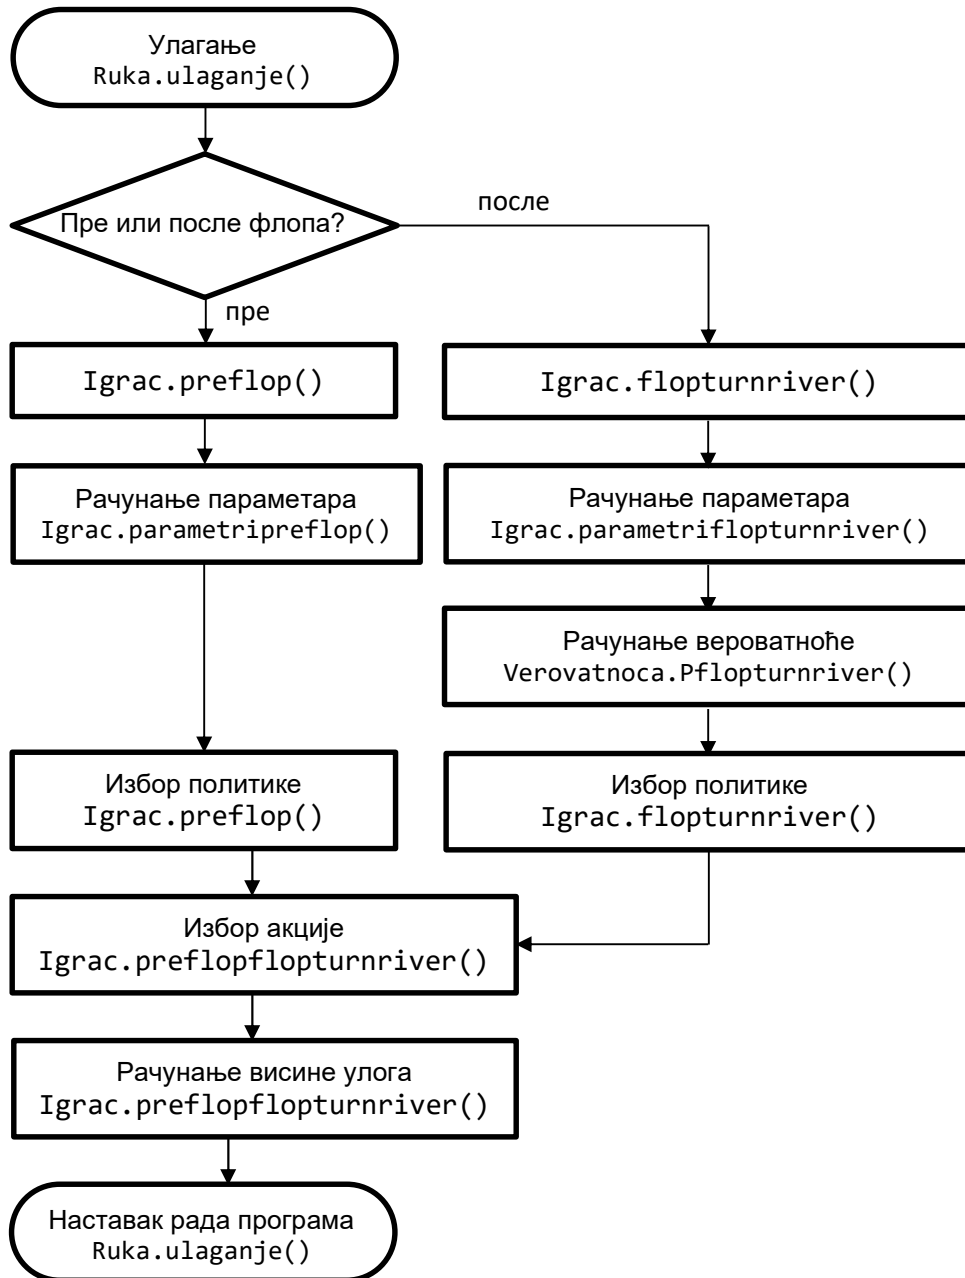 Улагање
Ruka.ulaganje()
Пре или после флопа?
после
пре
Igrac.preflop()
Igrac.flopturnriver()
Рачунање параметара
Igrac.parametripreflop()
Рачунање параметара
Igrac.parametriflopturnriver()
Рачунање вероватноће
Verovatnoca.Pflopturnriver()
Избор политике
Igrac.preflop()
Избор политике
Igrac.flopturnriver()
Избор акције
Igrac.preflopflopturnriver()
Рачунање висине улога
Igrac.preflopflopturnriver()
Наставак рада програма
Ruka.ulaganje()